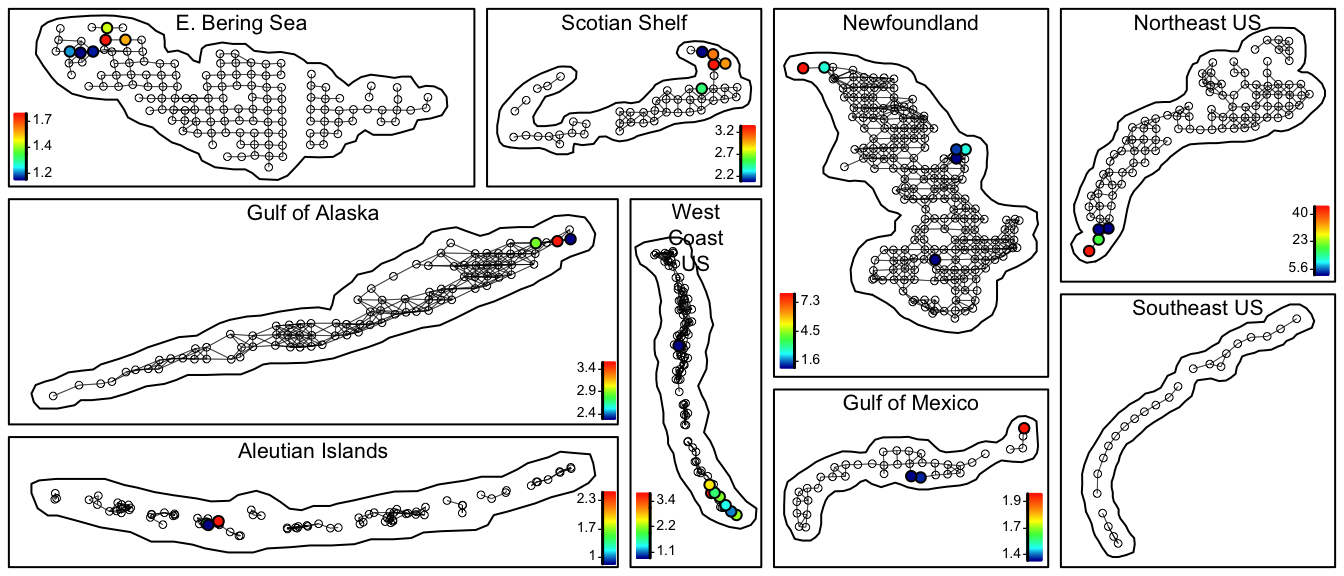 E. Bering Sea
1.7
1.4
1.2
Scotian Shelf
3.2
2.7
2.2
Newfoundland
7.3
4.5
1.6
Northeast US
40
23
5.6
Gulf of Alaska
3.4
2.9
2.4
West
Coast
US
3.4
2.2
1.1
Southeast US
Gulf of Mexico
1.9
1.7
1.4
Aleutian Islands
2.3
1.7
1